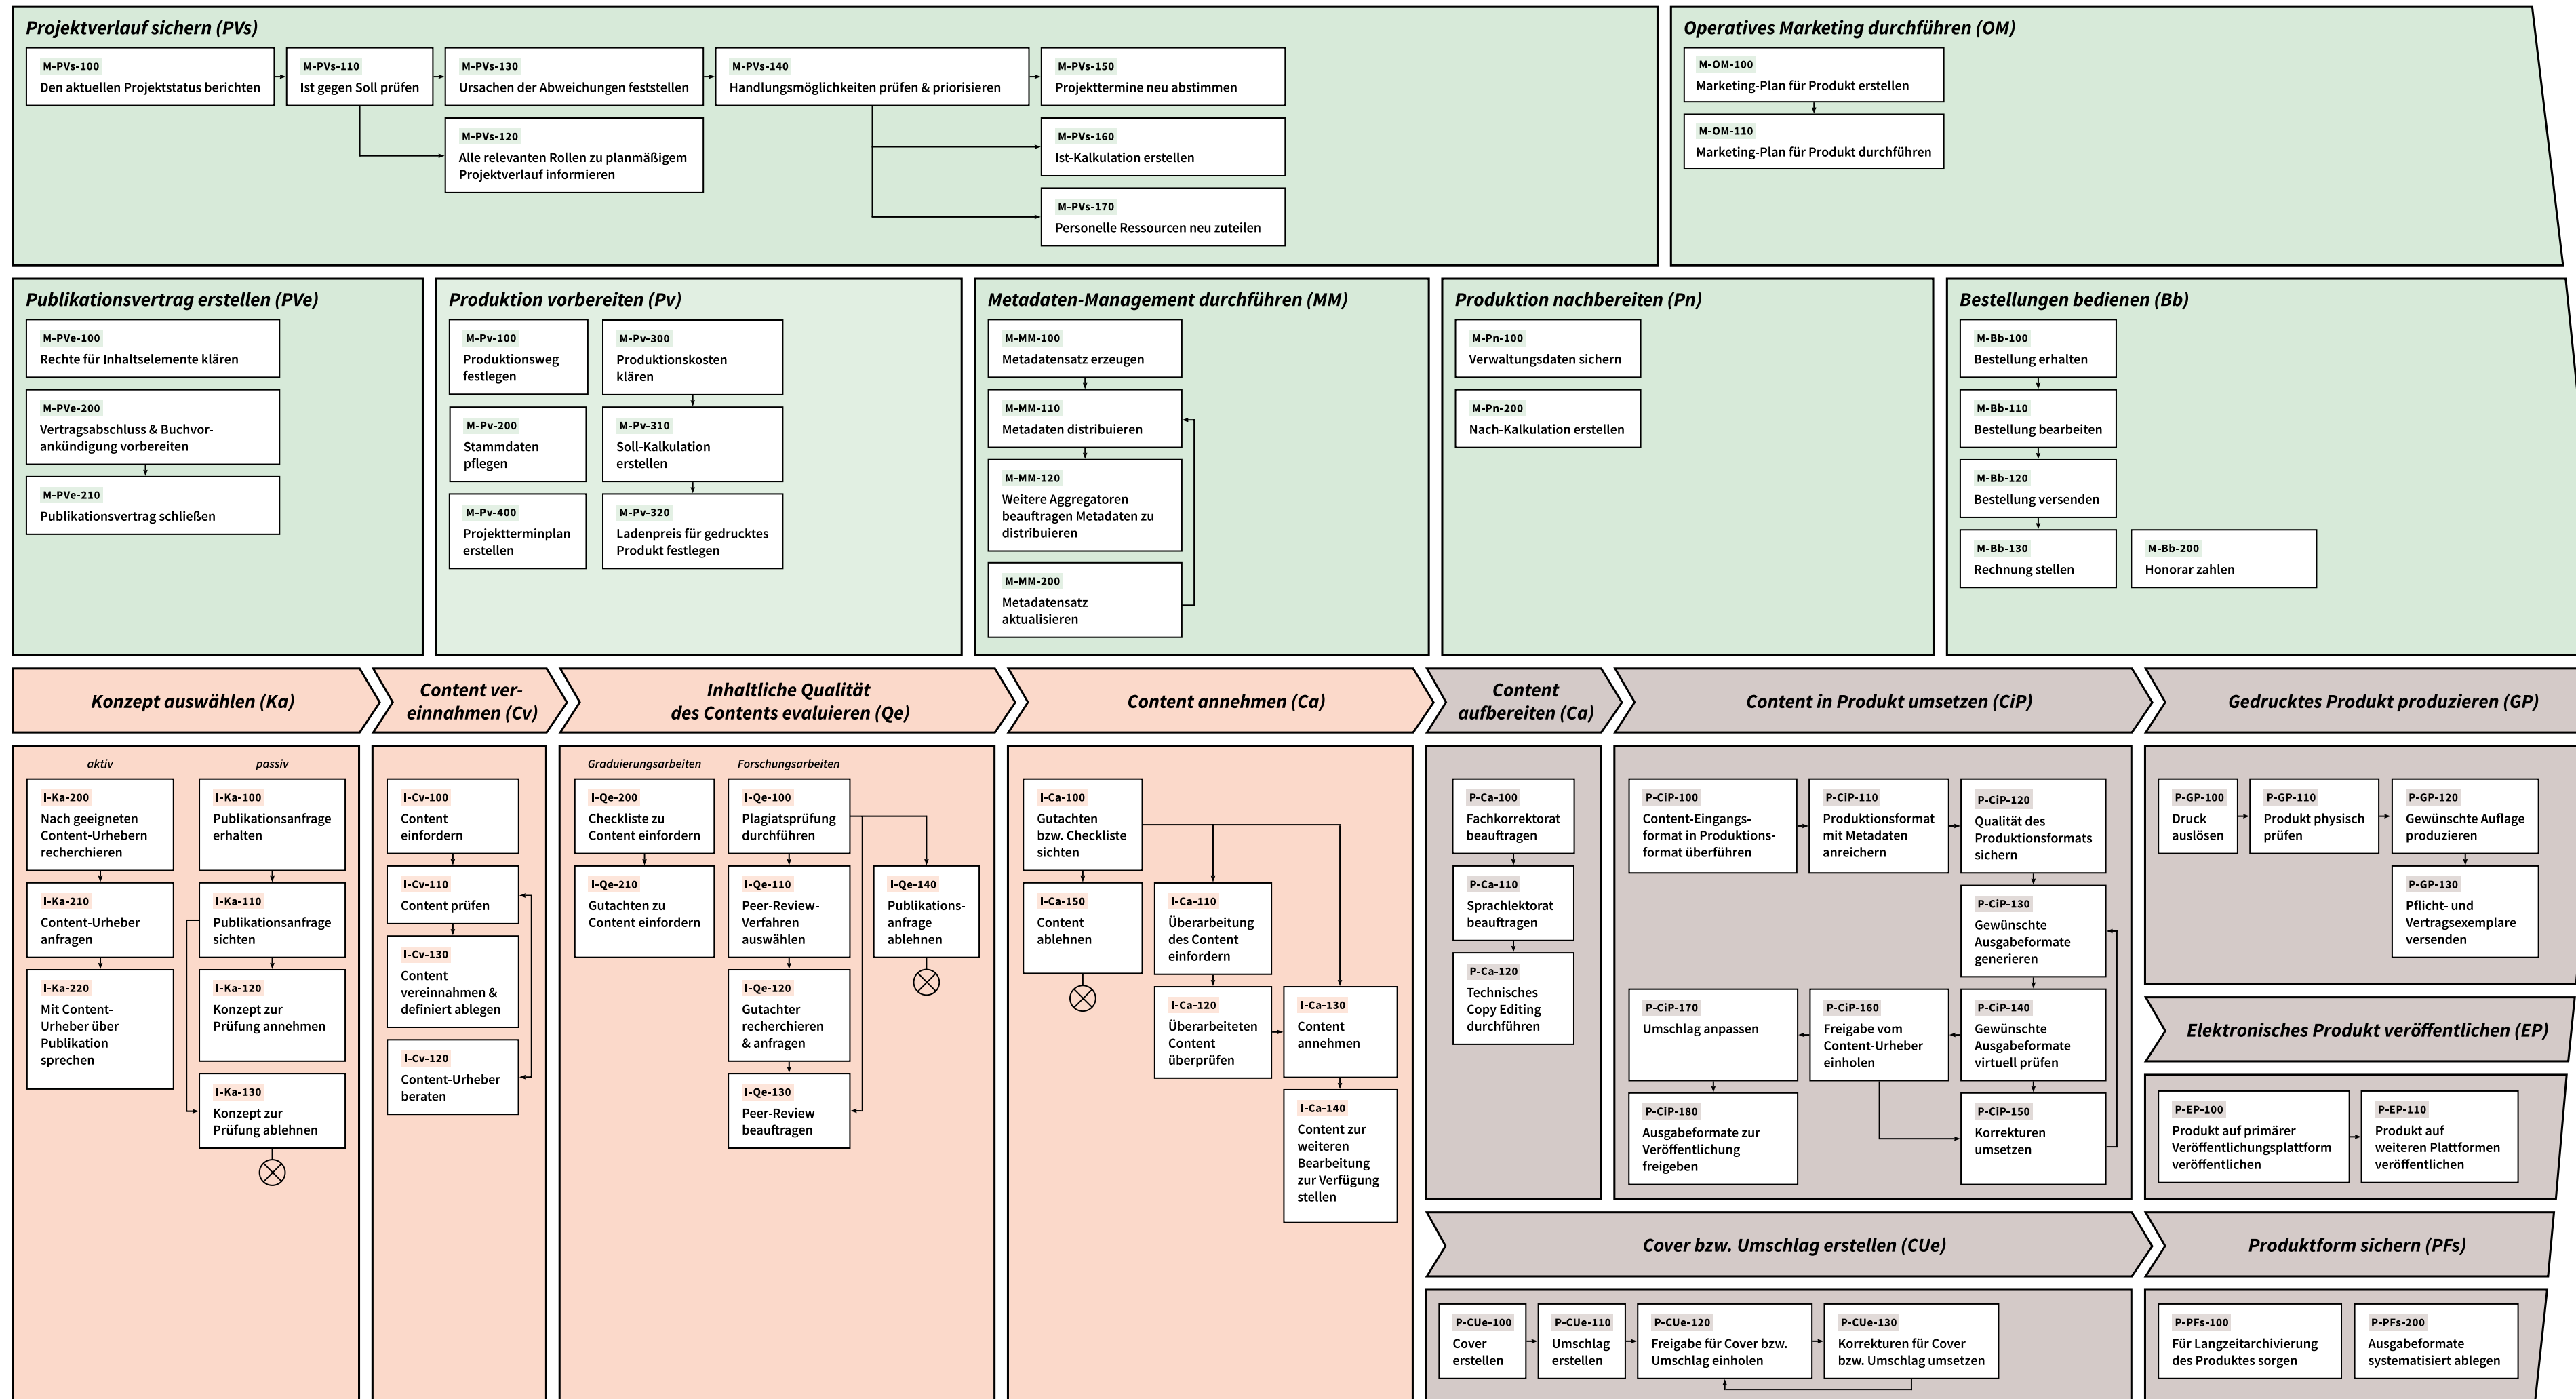 Projektverlauf sichern (PVs)
M-PVs-100
Den aktuellen Projektstatus berichten
M-PVs-110
Ist gegen Soll prüfen
M-PVs-130
Ursachen der Abweichungen feststellen
M-PVs-140
Handlungsmöglichkeiten prüfen & priorisieren
M-PVs-150
Projekttermine neu abstimmen
M-PVs-120
Alle relevanten Rollen zu planmäßigem
Projektverlauf informieren
M-PVs-160
Ist-Kalkulation erstellen
M-PVs-170
Personelle Ressourcen neu zuteilen
Operatives Marketing durchführen (OM)
M-OM-100
Marketing-Plan für Produkt erstellen
M-OM-110
Marketing-Plan für Produkt durchführen
Publikationsvertrag erstellen (PVe)
M-PVe-100
Rechte für Inhaltselemente klären
M-PVe-200
Vertragsabschluss & Buchvor-
ankündigung vorbereiten
M-PVe-210
Publikationsvertrag schließen
Produktion vorbereiten (Pv)
M-Pv-100
Produktionsweg
festlegen
M-Pv-200
Stammdaten
pflegen
M-Pv-400
Projektterminplan
erstellen
M-Pv-300
Produktionskosten
klären
M-Pv-310
Soll-Kalkulation
erstellen
M-Pv-320
Ladenpreis für gedrucktes
Produkt festlegen
Metadaten-Management durchführen (MM)
M-MM-100
Metadatensatz erzeugen
M-MM-110
Metadaten distribuieren
M-MM-120
Weitere Aggregatoren
beauftragen Metadaten zu
distribuieren
M-MM-200
Metadatensatz
aktualisieren
Produktion nachbereiten (Pn)
M-Pn-100
Verwaltungsdaten sichern
M-Pn-200
Nach-Kalkulation erstellen
Bestellungen bedienen (Bb)
M-Bb-100
Bestellung erhalten
M-Bb-110
Bestellung bearbeiten
M-Bb-120
Bestellung versenden
M-Bb-130
Rechnung stellen
M-Bb-200
Honorar zahlen
Konzept auswählen (Ka)
aktiv
I-Ka-200
Nach geeigneten
Content-Urhebern
recherchieren
I-Ka-210
Content-Urheber
anfragen
I-Ka-220
Mit Content-
Urheber über
Publikation
sprechen
passiv
I-Ka-100
Publikationsanfrage
erhalten
I-Ka-110
Publikationsanfrage
sichten
I-Ka-120
Konzept zur
Prüfung annehmen
I-Ka-130
Konzept zur
Prüfung ablehnen
Content ver-
einnahmen (Cv)
I-Cv-100
Content
einfordern
I-Cv-110
Content prüfen
I-Cv-130
Content
vereinnahmen &
definiert ablegen
I-Cv-120
Content-Urheber
beraten
Inhaltliche Qualität
des Contents evaluieren (Qe)
Graduierungsarbeiten
I-Qe-200
Checkliste zu
Content einfordern
I-Qe-210
Gutachten zu
Content einfordern
Forschungsarbeiten
I-Qe-100
Plagiatsprüfung
durchführen
I-Qe-110
Peer-Review-
Verfahren
auswählen
I-Qe-120
Gutachter
recherchieren
& anfragen
I-Qe-130
Peer-Review
beauftragen
I-Qe-140
Publikations-
anfrage
ablehnen
Content annehmen (Ca)
I-Ca-100
Gutachten
bzw. Checkliste
sichten
I-Ca-150
Content
ablehnen
I-Ca-110
Überarbeitung
des Content
einfordern
I-Ca-120
Überarbeiteten
Content
überprüfen
I-Ca-130
Content
annehmen
I-Ca-140
Content zur
weiteren
Bearbeitung
zur Verfügung
stellen
Content
aufbereiten (Ca)
P-Ca-100
Fachkorrektorat
beauftragen
P-Ca-110
Sprachlektorat
beauftragen
P-Ca-120
Technisches
Copy Editing
durchführen
Content in Produkt umsetzen (CiP)
P-CiP-100
Content-Eingangs-
format in Produktions-
format überführen
P-CiP-110
Produktionsformat
mit Metadaten
anreichern
P-CiP-120
Qualität des
Produktionsformats
sichern
P-CiP-130
Gewünschte
Ausgabeformate
generieren
P-CiP-170
Umschlag anpassen
P-CiP-160
Freigabe vom
Content-Urheber
einholen
P-CiP-140
Gewünschte
Ausgabeformate
virtuell prüfen
P-CiP-180
Ausgabeformate zur
Veröffentlichung
freigeben
P-CiP-150
Korrekturen
umsetzen
Gedrucktes Produkt produzieren (GP)
P-GP-100
Druck
auslösen
P-GP-110
Produkt physisch
prüfen
P-GP-120
Gewünschte Auflage
produzieren
P-GP-130
Pflicht- und
Vertragsexemplare
versenden
Elektronisches Produkt veröffentlichen (EP)
P-EP-100
Produkt auf primärer
Veröffentlichungsplattform
veröffentlichen
P-EP-110
Produkt auf
weiteren Plattformen
veröffentlichen
Cover bzw. Umschlag erstellen (CUe)
P-CUe-100
Cover
erstellen
P-CUe-110
Umschlag
erstellen
P-CUe-120
Freigabe für Cover bzw.
Umschlag einholen
P-CUe-130
Korrekturen für Cover
bzw. Umschlag umsetzen
Produktform sichern (PFs)
P-PFs-100
Für Langzeitarchivierung
des Produktes sorgen
P-PFs-200
Ausgabeformate
systematisiert ablegen